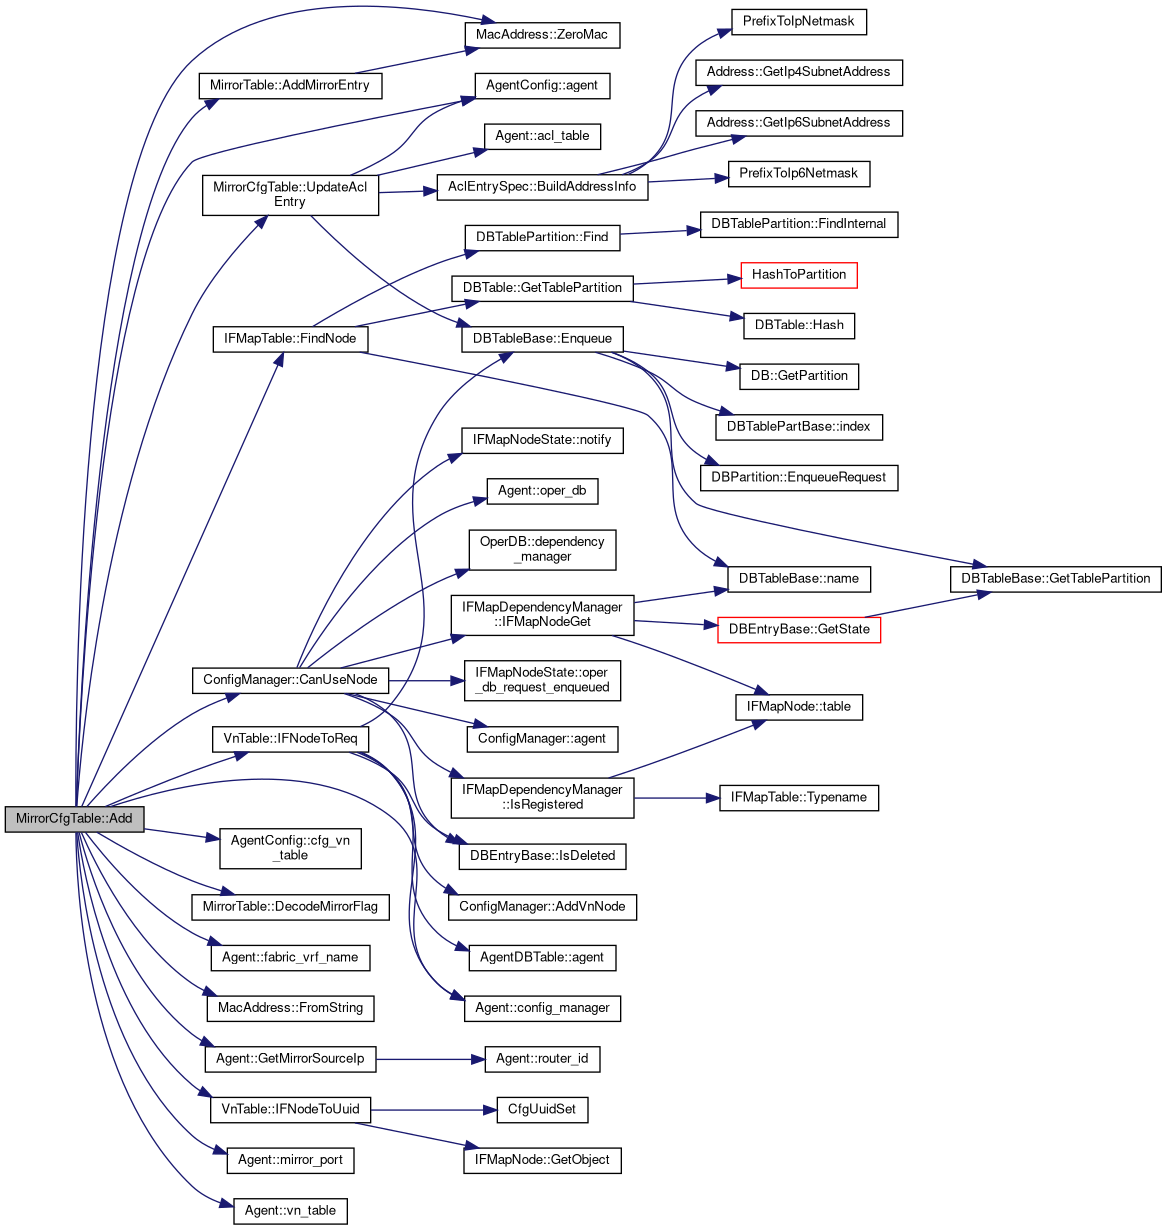 PrefixToIpNetmask
MacAddress::ZeroMac
Address::GetIp4SubnetAddress
MirrorTable::AddMirrorEntry
AgentConfig::agent
Address::GetIp6SubnetAddress
Agent::acl_table
PrefixToIp6Netmask
MirrorCfgTable::UpdateAcl
Entry
AclEntrySpec::BuildAddressInfo
DBTablePartition::FindInternal
DBTablePartition::Find
HashToPartition
DBTable::GetTablePartition
DBTable::Hash
IFMapTable::FindNode
DBTableBase::Enqueue
DB::GetPartition
DBTablePartBase::index
IFMapNodeState::notify
DBPartition::EnqueueRequest
Agent::oper_db
OperDB::dependency
_manager
DBTableBase::name
DBTableBase::GetTablePartition
IFMapDependencyManager
::IFMapNodeGet
DBEntryBase::GetState
ConfigManager::CanUseNode
IFMapNodeState::oper
_db_request_enqueued
IFMapNode::table
VnTable::IFNodeToReq
ConfigManager::agent
IFMapDependencyManager
::IsRegistered
IFMapTable::Typename
MirrorCfgTable::Add
AgentConfig::cfg_vn
_table
DBEntryBase::IsDeleted
MirrorTable::DecodeMirrorFlag
ConfigManager::AddVnNode
Agent::fabric_vrf_name
AgentDBTable::agent
MacAddress::FromString
Agent::config_manager
Agent::GetMirrorSourceIp
Agent::router_id
VnTable::IFNodeToUuid
CfgUuidSet
Agent::mirror_port
IFMapNode::GetObject
Agent::vn_table